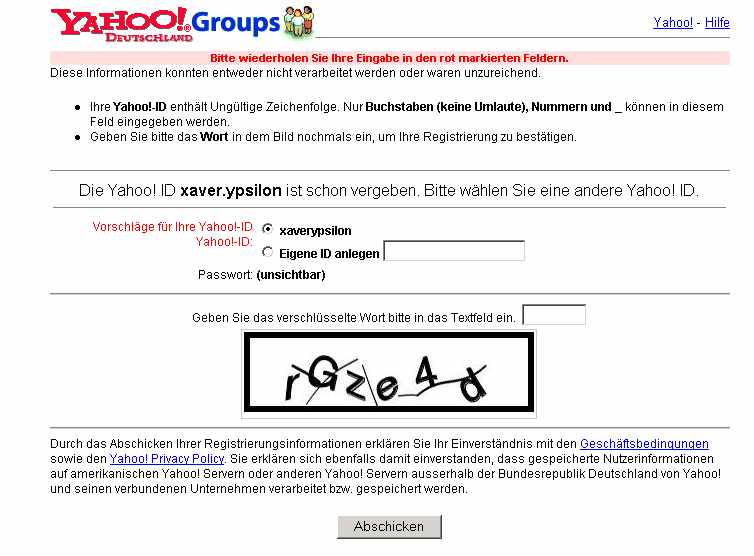 YAHOO! Groups
DEUTSCHLAND
Yahoo! - Hilfe
Bitte wiederholen Sie Ihre Eingabe in den rot markierten Feldern.
Diese Informationen konnten entweder nicht verarbeitet werden oder waren unzureichend.
Ihre Yahoo!-ID enthält Ungültige Zeichenfolge. Nur Buchstaben (keine Umlaute), Nummern und _ können in diesem
Feld eingegeben werden.
Geben Sie bitte das Wort in dem Bild nochmals ein, um Ihre Registrierung zu bestätigen.
Die Yahoo! ID xaver.ypsilon ist schon vergeben. Bitte wählen Sie eine andere Yahoo! ID.
Vorschläge für Ihre Yahoo!-ID
Yahoo!-ID:
xaverypsilon
Eigene ID anlegen
Passwort: (unsichtbar)
Geben Sie das verschlüsselte Wort bitte in das Textfeld ein.
rGze4d
Durch das Abschicken Ihrer Registrierungsinformationen erklären Sie Ihr Einverständnis mit den Geschäftsbedingungen
sowie den Yahoo! Privacy Policy. Sie erklären sich ebenfalls damit einverstanden, dass gespeicherte Nutzerinformationen
auf amerikanischen Yahoo! Servern oder anderen Yahoo! Servern ausserhalb der Bundesrepublik Deutschland von Yahoo!
und seinen verbundenen Unternehmen verarbeitet bzw. gespeichert werden.
Abschicken